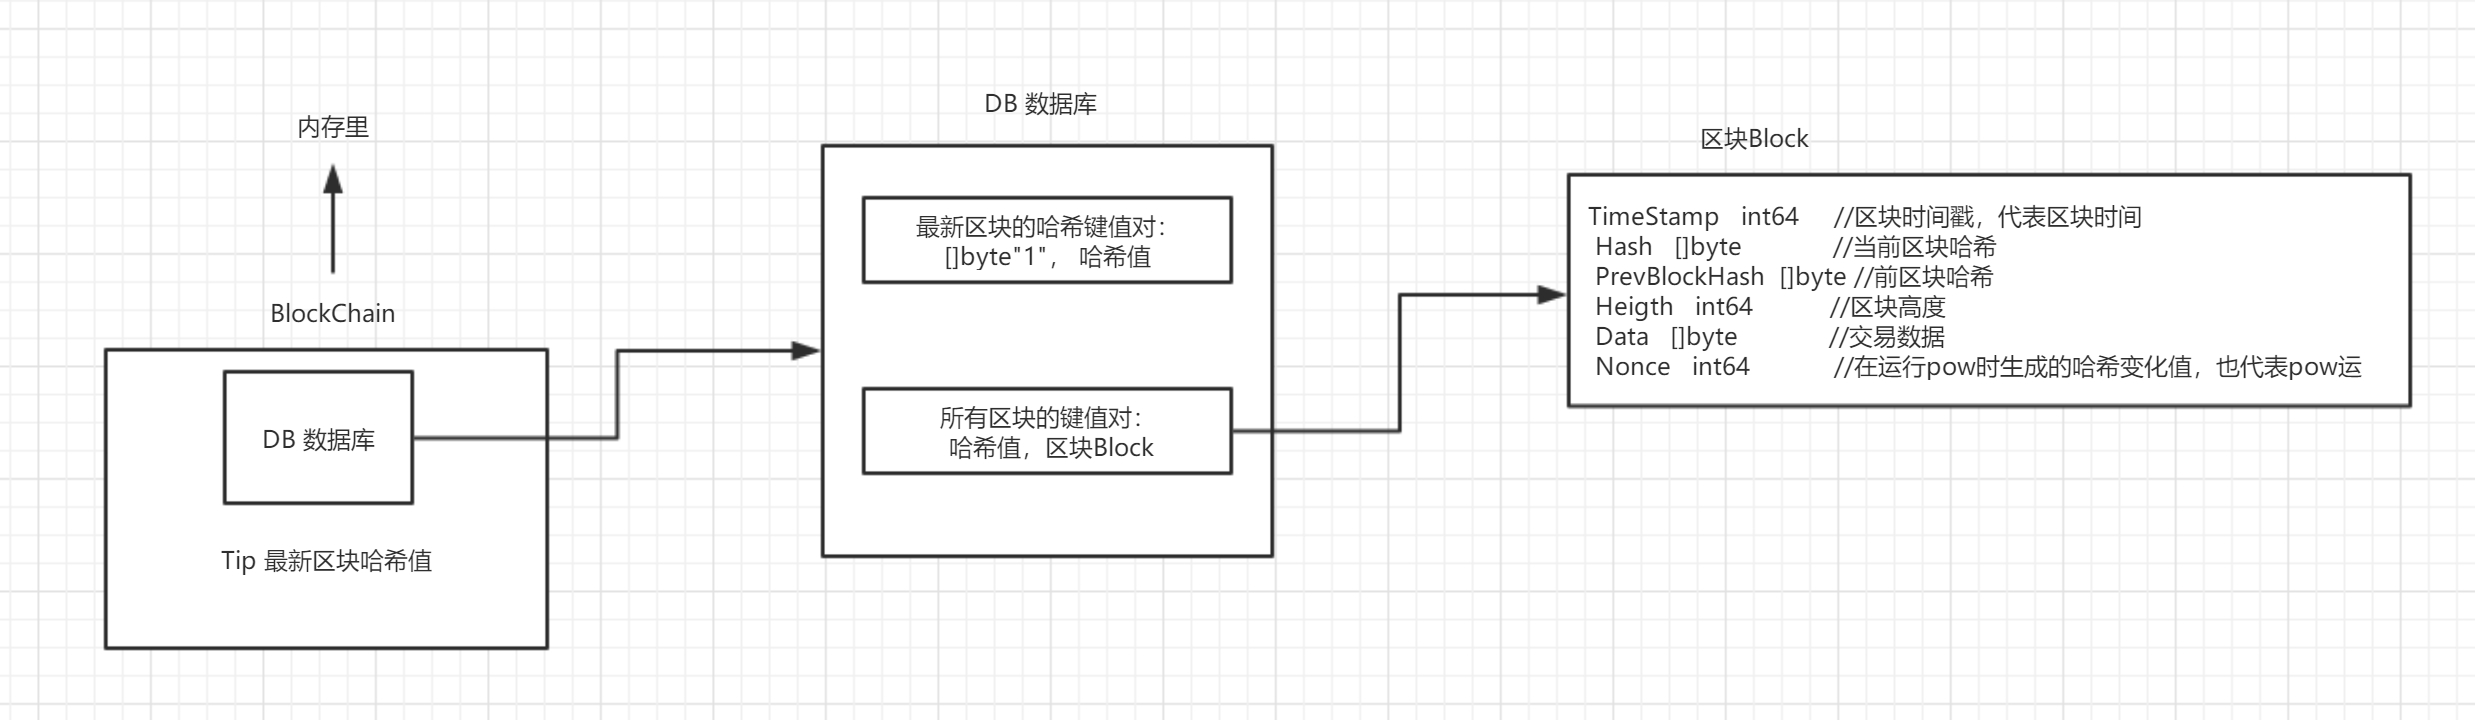 内存里
BlockChain
DB 数据库
Tip 最新区块哈希值
DB 数据库
最新区块的哈希键值对：
[]byte"1"， 哈希值
所有区块的键值对：
哈希值，区块Block
区块Block
TimeStamp   int64     //区块时间戳，代表区块时间
Hash   []byte             //当前区块哈希
PrevBlockHash  []byte //前区块哈希
Heigth   int64           //区块高度
Data   []byte             //交易数据
Nonce   int64            //在运行pow时生成的哈希变化值，也代表pow运